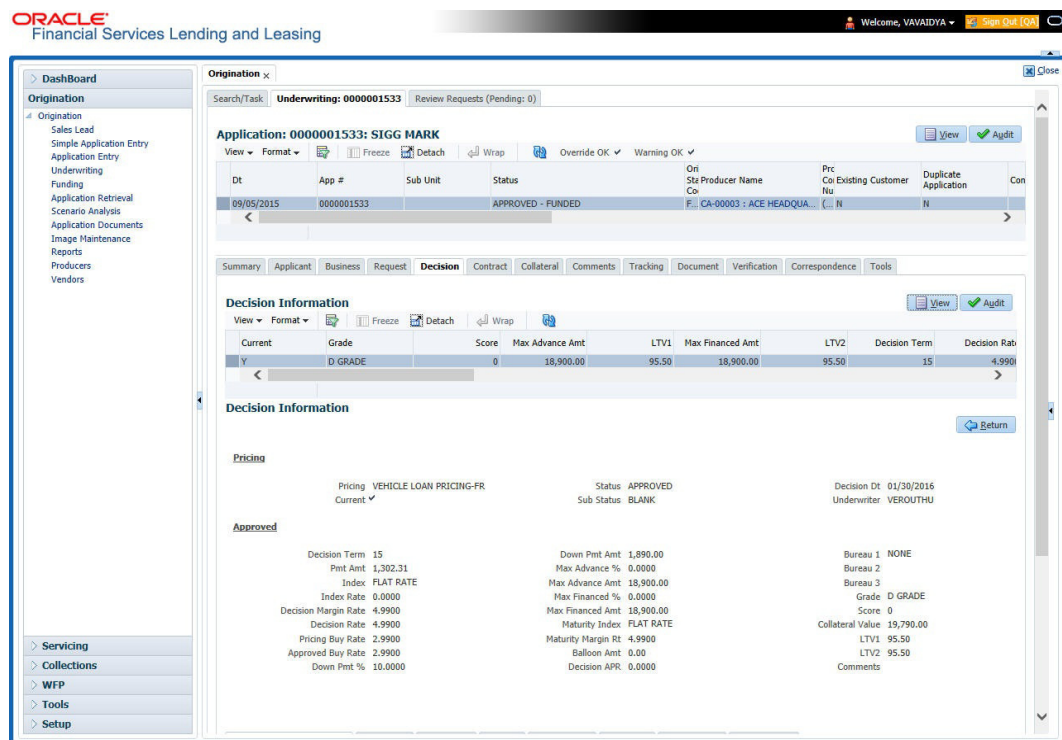 ORACLE
Financial Services Lending and Leasing
Welcome, VAVAIDYA
Sign Out [QA]
Close
DashBoard
Origination
Origination
Sales Lead
Simple Application Entry
Application Entry
Underwriting
Funding
Application Retrieval
Scenario Analysis
Application Documents
Image Maintenance
Reports
Producers
Vendors
Servicing
Collections
WFP
Tools
Setup
Origination
Search/Task Underwriting: 0000001533 Review Requests (Pending: 0)
Application: 0000001533: SIGG MARK
View Audit
View Format Freeze Detach Wrap Override OK Warning OK
Dt App # Sub Unit Status Ori Sta Co Producer Name Prc Co Nu Existing Customer Duplicate Application Con
09/05/2015 0000001533 APPROVED - FUNDED F... CA-00003 : ACE HEADQUA... (... N N
Summary Applicant Business Request Decision Contract Collateral Comments Tracking Document Verification Correspondence Tools
Decision Information
View Audit
View Format Freeze Detach Wrap
Current Grade Score Max Advance Amt LTV1 Max Financed Amt LTV2 Decision Term Decision Rat
Y D GRADE 0 18,900.00 95.50 18,900.00 95.50 15 4.990
Decision Information
Return
Pricing
Pricing VEHICLE LOAN PRICING-FR Status APPROVED Decision Dt 01/30/2016
Current Sub Status BLANK Underwriter VEROUTHU
Approved
Decision Term 15 Down Pmt Amt 1,890.00 Bureau 1 NONE
Pmt Amt 1,302.31 Max Advance % 0.0000 Bureau 2
Index FLAT RATE Max Advance Amt 18,900.00 Bureau 3
Index Rate 0.0000 Max Financed % 0.0000 Grade D GRADE
Decision Margin Rate 4.9900 Max Financed Amt 18,900.00 Score 0
Decision Rate 4.9900 Maturity Index FLAT RATE Collateral Value 19,790.00
Pricing Buy Rate 2.9900 Maturity Margin Rt 4.9900 LTV1 95.50
Approved Buy Rate 2.9900 Balloon Amt 0.00 LTV2 95.50
Down Pmt % 10.0000 Decision APR 0.0000 Comments